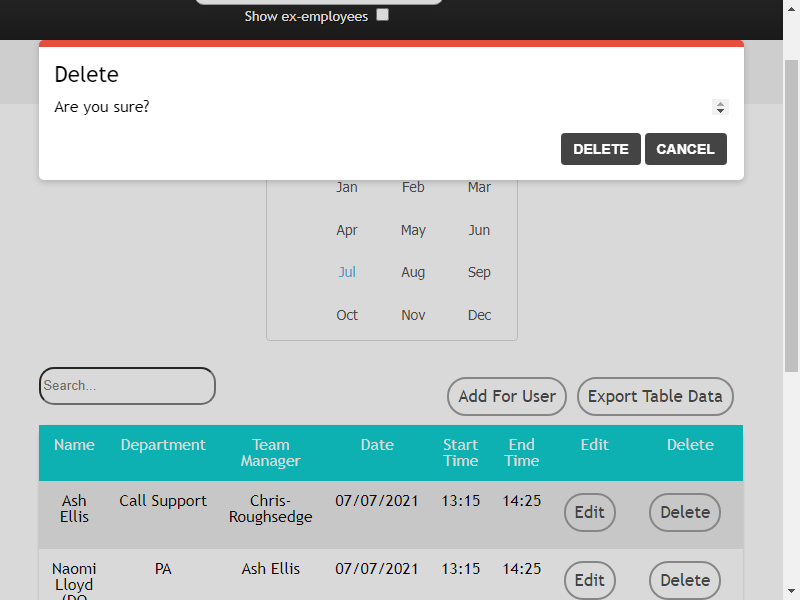 Show ex-employees
Delete
Are you sure?
DELETE CANCEL
Jan Feb Mar
Apr May Jun
Jul Aug Sep
Oct Nov Dec
Search...
Add For User Export Table Data
Name Department Team Manager Date Start Time End Time Edit Delete
Ash Ellis Call Support Chris-Roughsedge 07/07/2021 13:15 14:25 Edit Delete
Naomi Lloyd (DO PA Ash Ellis 07/07/2021 13:15 14:25 Edit Delete